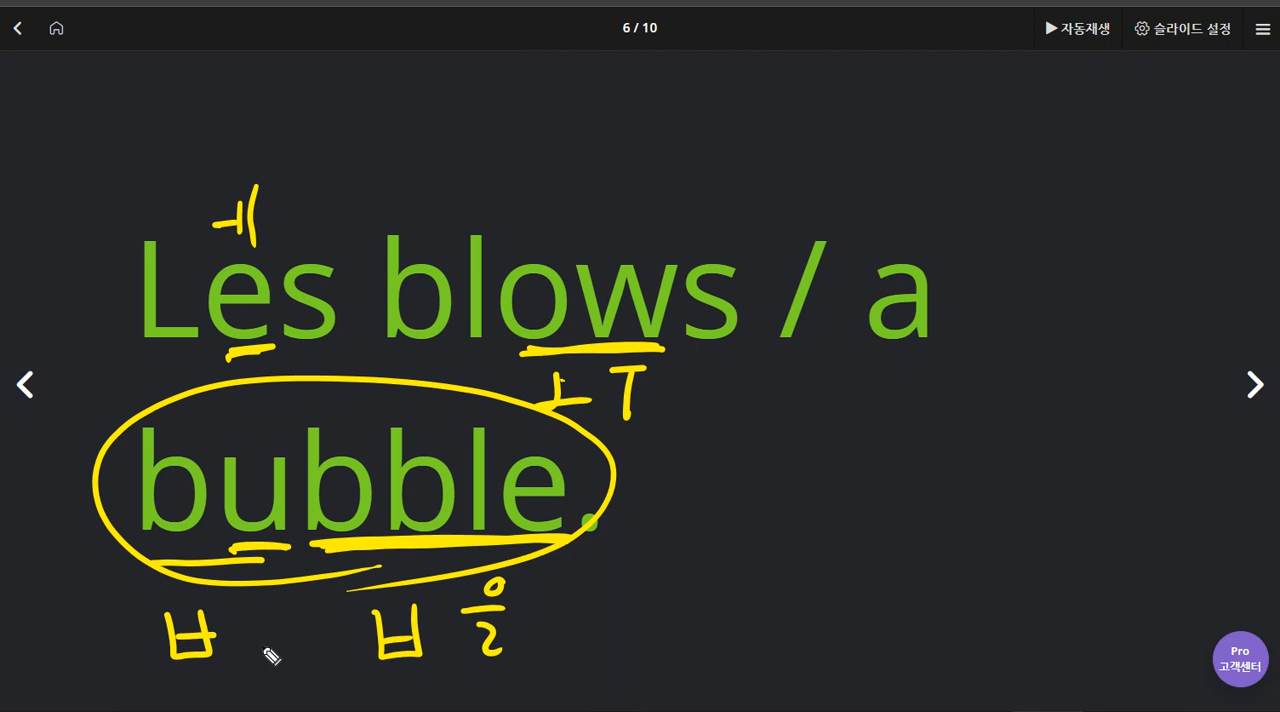 6 / 10
▶ 자동재생
슬라이드 설정
ㅔ
Les blows / a
ㅗㅜ
bubble.
ㅂ ㅂ 을
Pro
고객센터